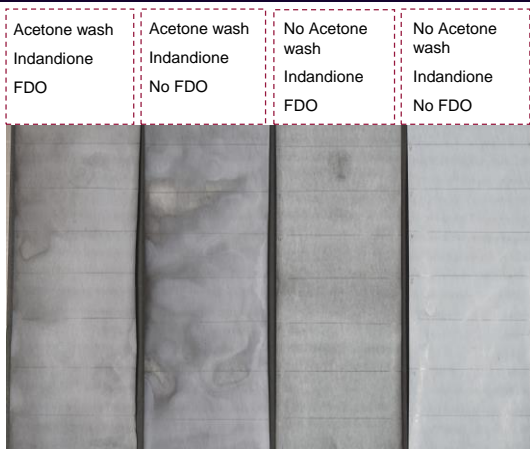 Acetone wash
Indandione
FDO
Acetone wash
Indandione
No FDO
No Acetone
wash
Indandione
FDO
No Acetone
wash
Indandione
No FDO